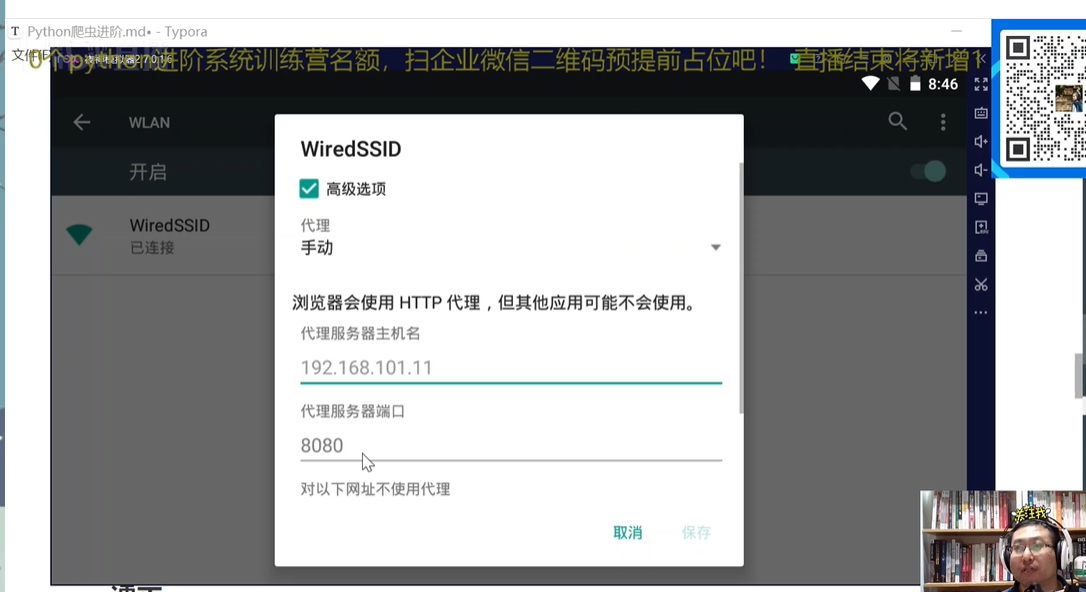 Python爬虫进阶.md• - Typora
文件(F
0个python进阶系统训练营名额，扫企业微信二维码预提前占位吧！ 直播结束将新增1
8:46
WLAN
开启
WiredSSID
已连接
WiredSSID
高级选项
代理
手动
浏览器会使用 HTTP 代理，但其他应用可能不会使用。
代理服务器主机名
192.168.101.11
代理服务器端口
8080
对以下网址不使用代理
取消
保存
关注我